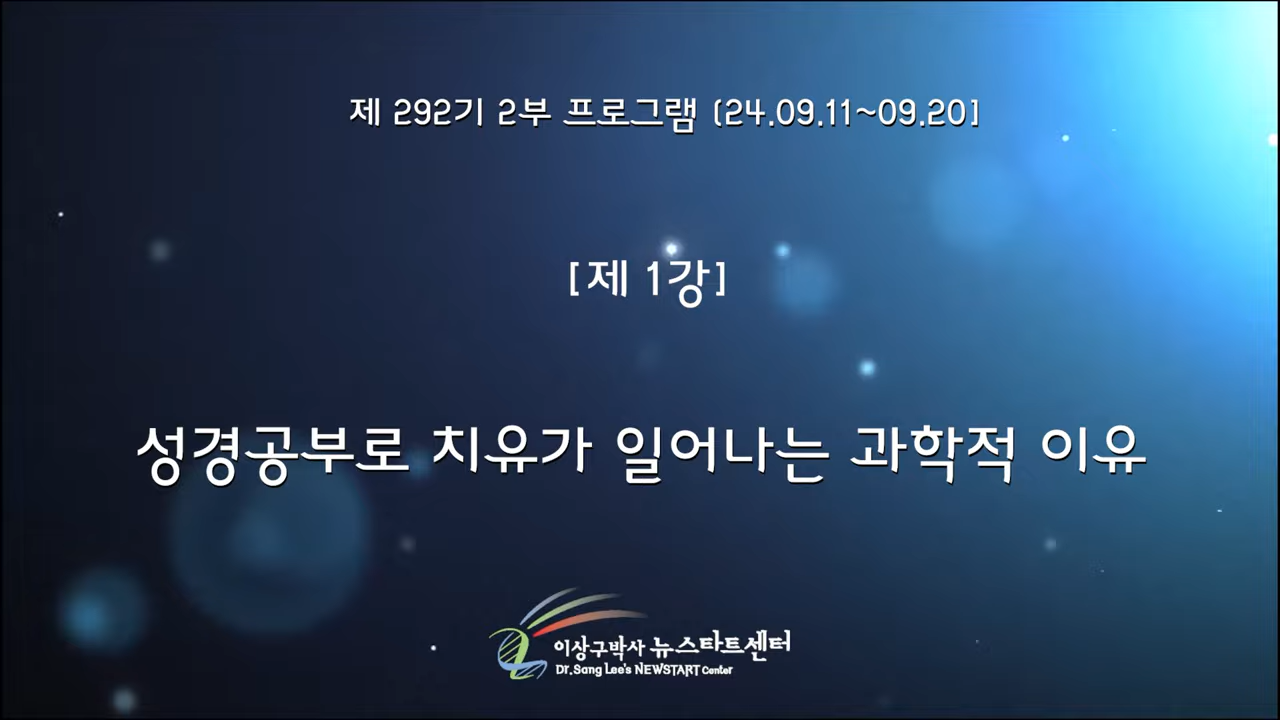 제 292기 2부 프로그램 [24.09.11~09.20]
[제 1강]
성경공부로 치유가 일어나는 과학적 이유
이상구박사 뉴스타트센터
Dr.Sang Lee's NEWSTART Center